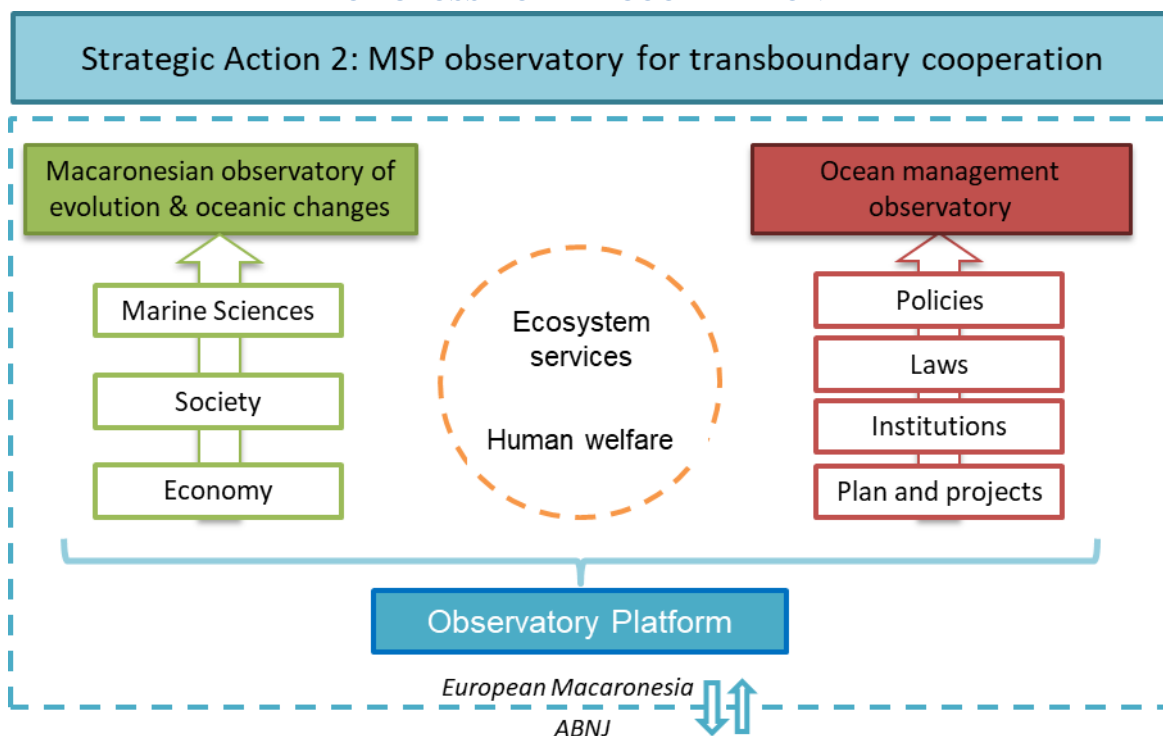 Strategic Action 2: MSP observatory for transboundary cooperation
Macaronesian observatory of
evolution & oceanic changes
Marine Sciences
Society
Economy
Ecosystem
services
Human welfare
Ocean management
observatory
Policies
Laws
Institutions
Plan and projects
Observatory Platform
European Macaronesia
ABNJ